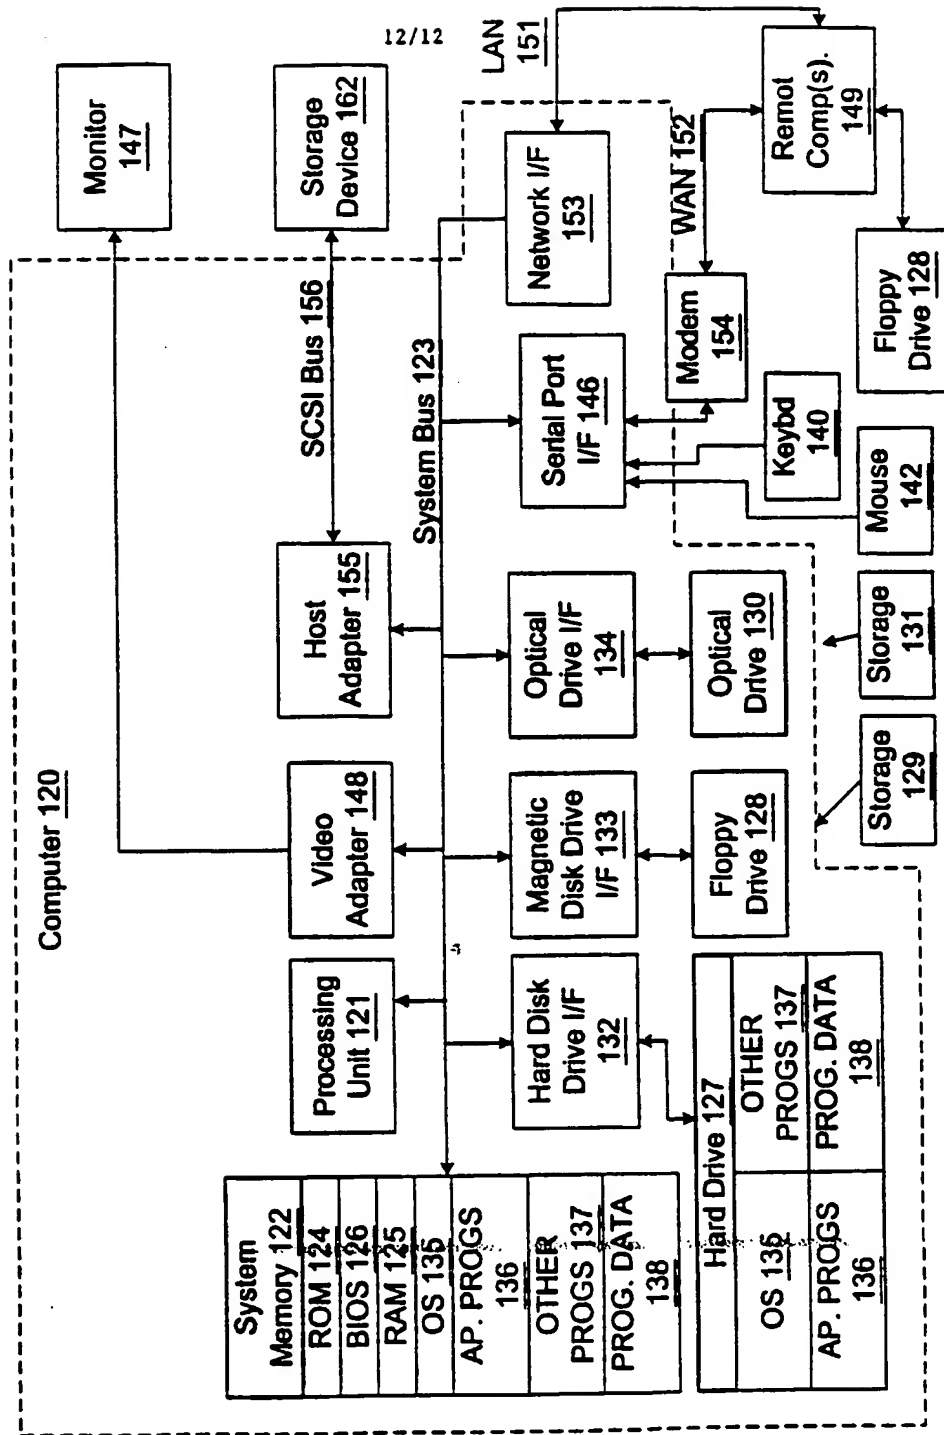 12/12
Computer 120
Monitor
147
Storage
Device 162
SCSI Bus 156
Processing
Unit 121
Video
Adapter 148
Host
Adapter 155
System Bus 123
LAN
151
System
Memory 122
ROM 124
BIOS 126
RAM 125
OS 135
AP. PROGS
136
OTHER
PROGS 137
PROG. DATA
138
Hard Disk
Drive I/F
132
Magnetic
Disk Drive
I/F 133
Optical
Drive I/F
134
Serial Port
I/F 146
Network I/F
153
Floppy
Drive 128
Optical
Drive 130
Modem
154
WAN 152
Remot
Comp(s).
149
Hard Drive 127
OS 135
OTHER
PROGS 137
AP. PROGS
136
PROG. DATA
138
Keybd
140
Storage
129
Storage
131
Mouse
142
Floppy
Drive 128